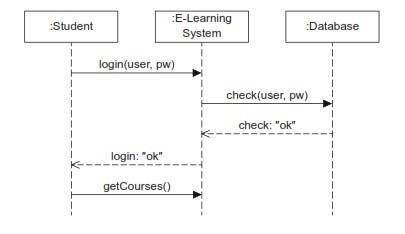 :Student
:E-Learning
System
:Database
login(user, pw)
check(user, pw)
check: "ok"
login: "ok"
getCourses()